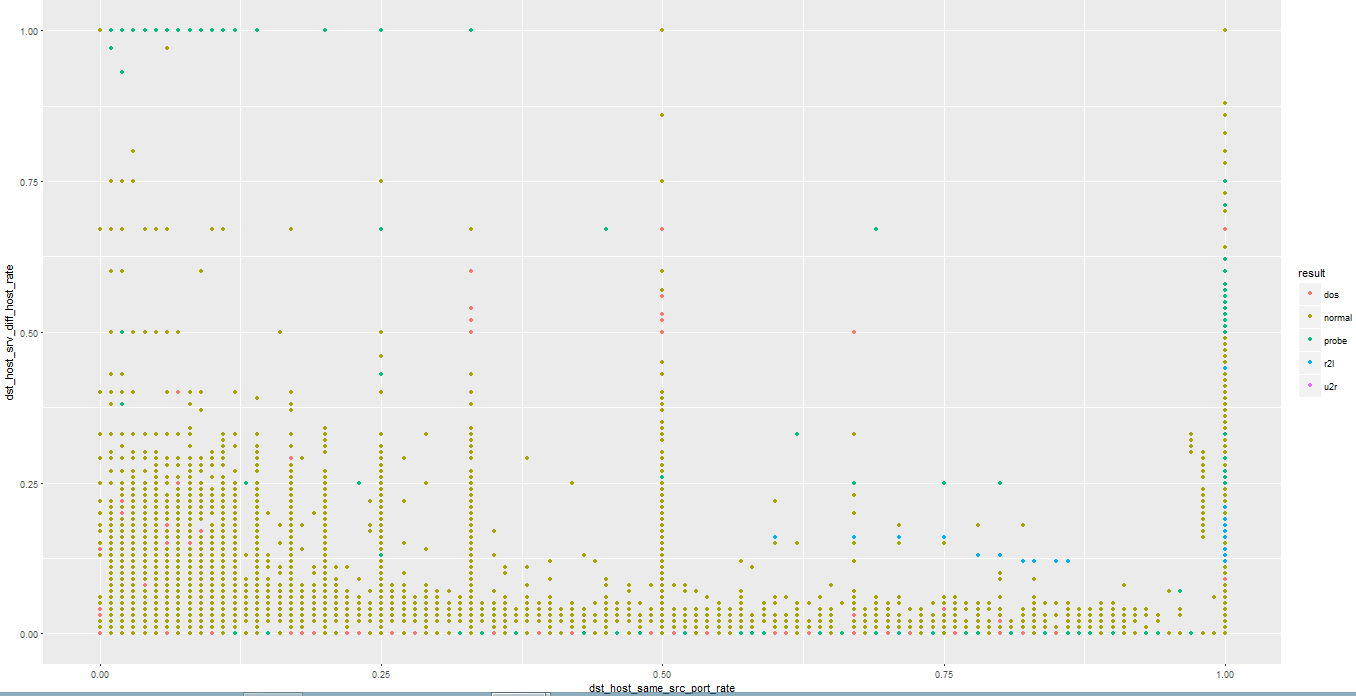 1.00
0.75
0.50
0.25
0.00
dst_host_srv_diff_host_rate
0.00 0.25 0.50 0.75 1.00
dst_host_same_src_port_rate
result
dos
normal
probe
r2l
u2r